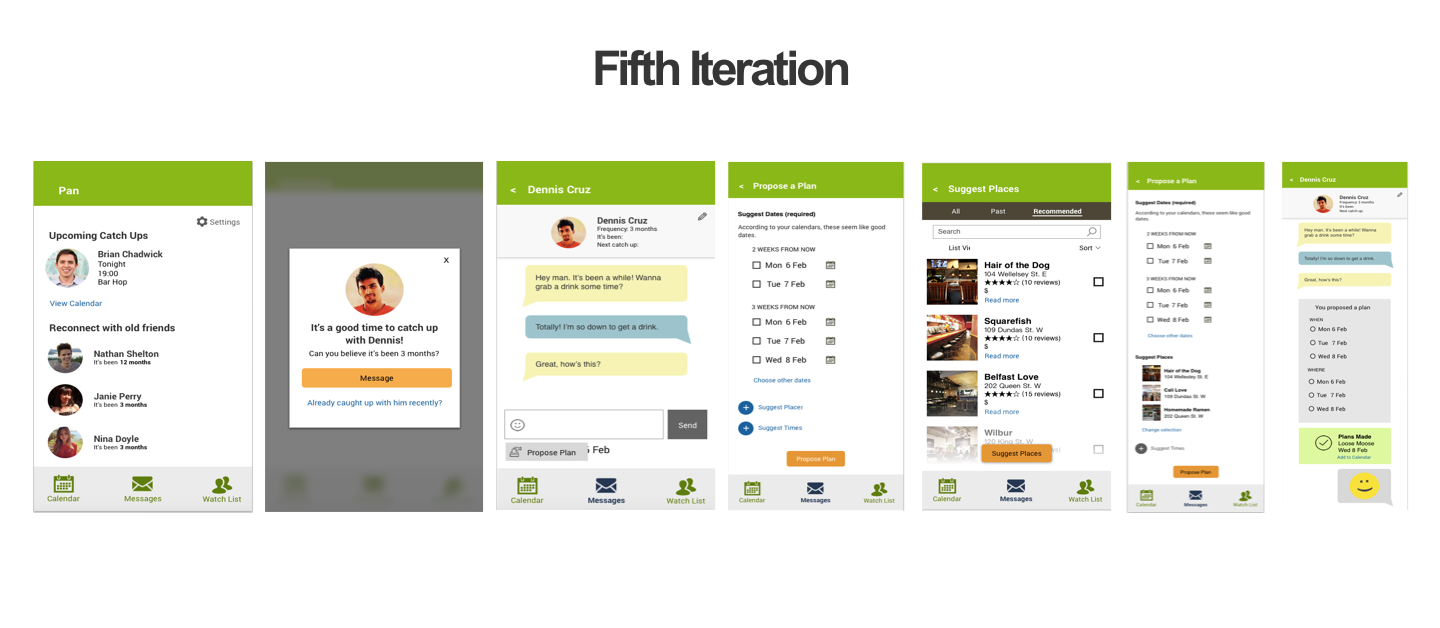 Fifth Iteration
Pan
Settings
Upcoming Catch Ups
Brian Chadwick
Tonight
19:00
Bar Hop
View Calendar
Reconnect with old friends
Nathan Shelton
It's been 12 months
Janie Perry
It's been 3 months
Nina Doyle
It's been 3 months
Calendar
Messages
Watch List
X
It's a good time to catch up
with Dennis!
Can you believe it's been 3 months?
Message
Already caught up with him recently?
< Dennis Cruz
Dennis Cruz
Frequency: 3 months
It's been:
Next catch up:
Hey man. It's been a while! Wanna
grab a drink some time?
Totally! I'm so down to get a drink.
Great, how's this?
Send
Propose Plan
Feb
Calendar
Messages
Watch List
< Propose a Plan
Suggest Dates (required)
According to your calendars, these seem like good
dates.
2 WEEKS FROM NOW
Mon 6 Feb
Tue 7 Feb
3 WEEKS FROM NOW
Mon 6 Feb
Tue 7 Feb
Wed 8 Feb
Choose other dates
+ Suggest Places
+ Suggest Times
Propose Plan
Calendar
Messages
Watch List
< Suggest Places
All
Past
Recommended
Search
List Vi
Sort
Hair of the Dog
104 Wellelsey St. E
★★★★☆ (10 reviews)
$
Read more
Squarefish
109 Dundas St. W
★★★★☆ (10 reviews)
$
Read more
Belfast Love
202 Queen St. W
★★★★☆ (15 reviews)
$
Read more
Wilbur
120 King St. W
Suggest Places
Calendar
Messages
Watch List
< Propose a Plan
Suggest Dates (required)
According to your calendars, these seem like good
dates.
2 WEEKS FROM NOW
Mon 6 Feb
Tue 7 Feb
3 WEEKS FROM NOW
Mon 6 Feb
Tue 7 Feb
Wed 8 Feb
Choose other dates
Suggest Places
Hair of the Dog
104 Wellesley St. E
Cali Love
109 Dundas St. W
Homemade Ramen
202 Queen St. W
Change selection
+ Suggest Times
Propose Plan
Calendar
Messages
Watch List
< Dennis Cruz
Dennis Cruz
Frequency: 3 months
It's been
Next catch up:
Hey man. It's been a while! Wanna
grab a drink some time?
Totally! I'm so down to get a drink.
Great, how's this?
You proposed a plan
WHEN
Mon 6 Feb
Tue 7 Feb
Wed 8 Feb
WHERE
Mon 6 Feb
Tue 7 Feb
Wed 8 Feb
Plans Made
Loose Moose
Wed 8 Feb
Add to Calendar